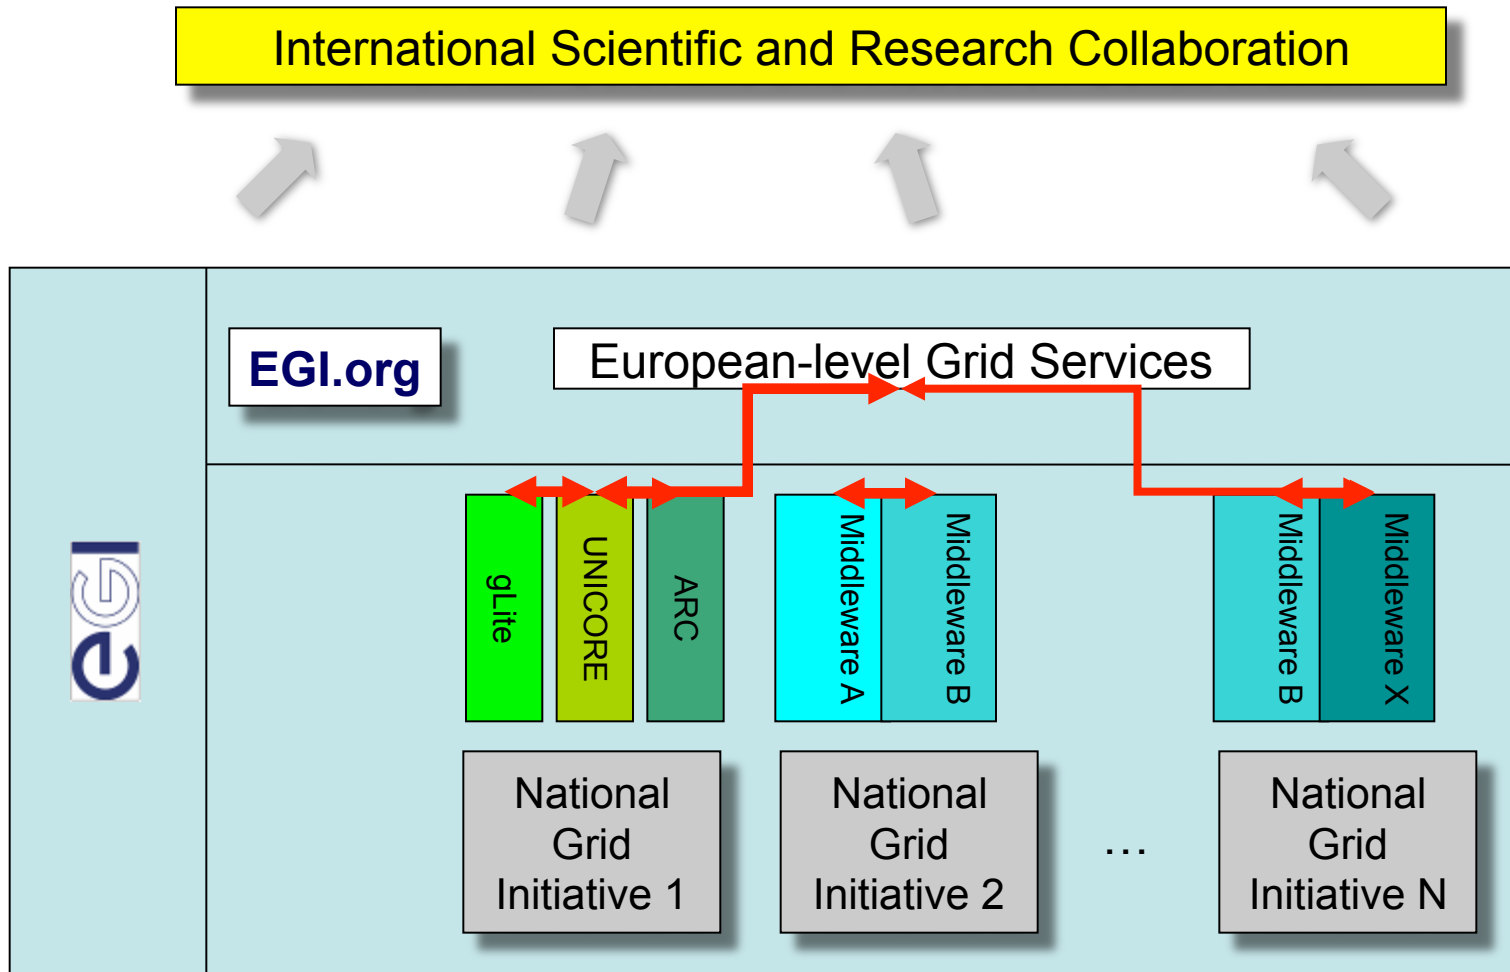 International Scientific and Research Collaboration
EGI.org
European-level Grid Services
egi
gLite
UNICORE
ARC
Middleware A
Middleware B
Middleware B
Middleware X
National
Grid
Initiative 1
National
Grid
Initiative 2
...
National
Grid
Initiative N